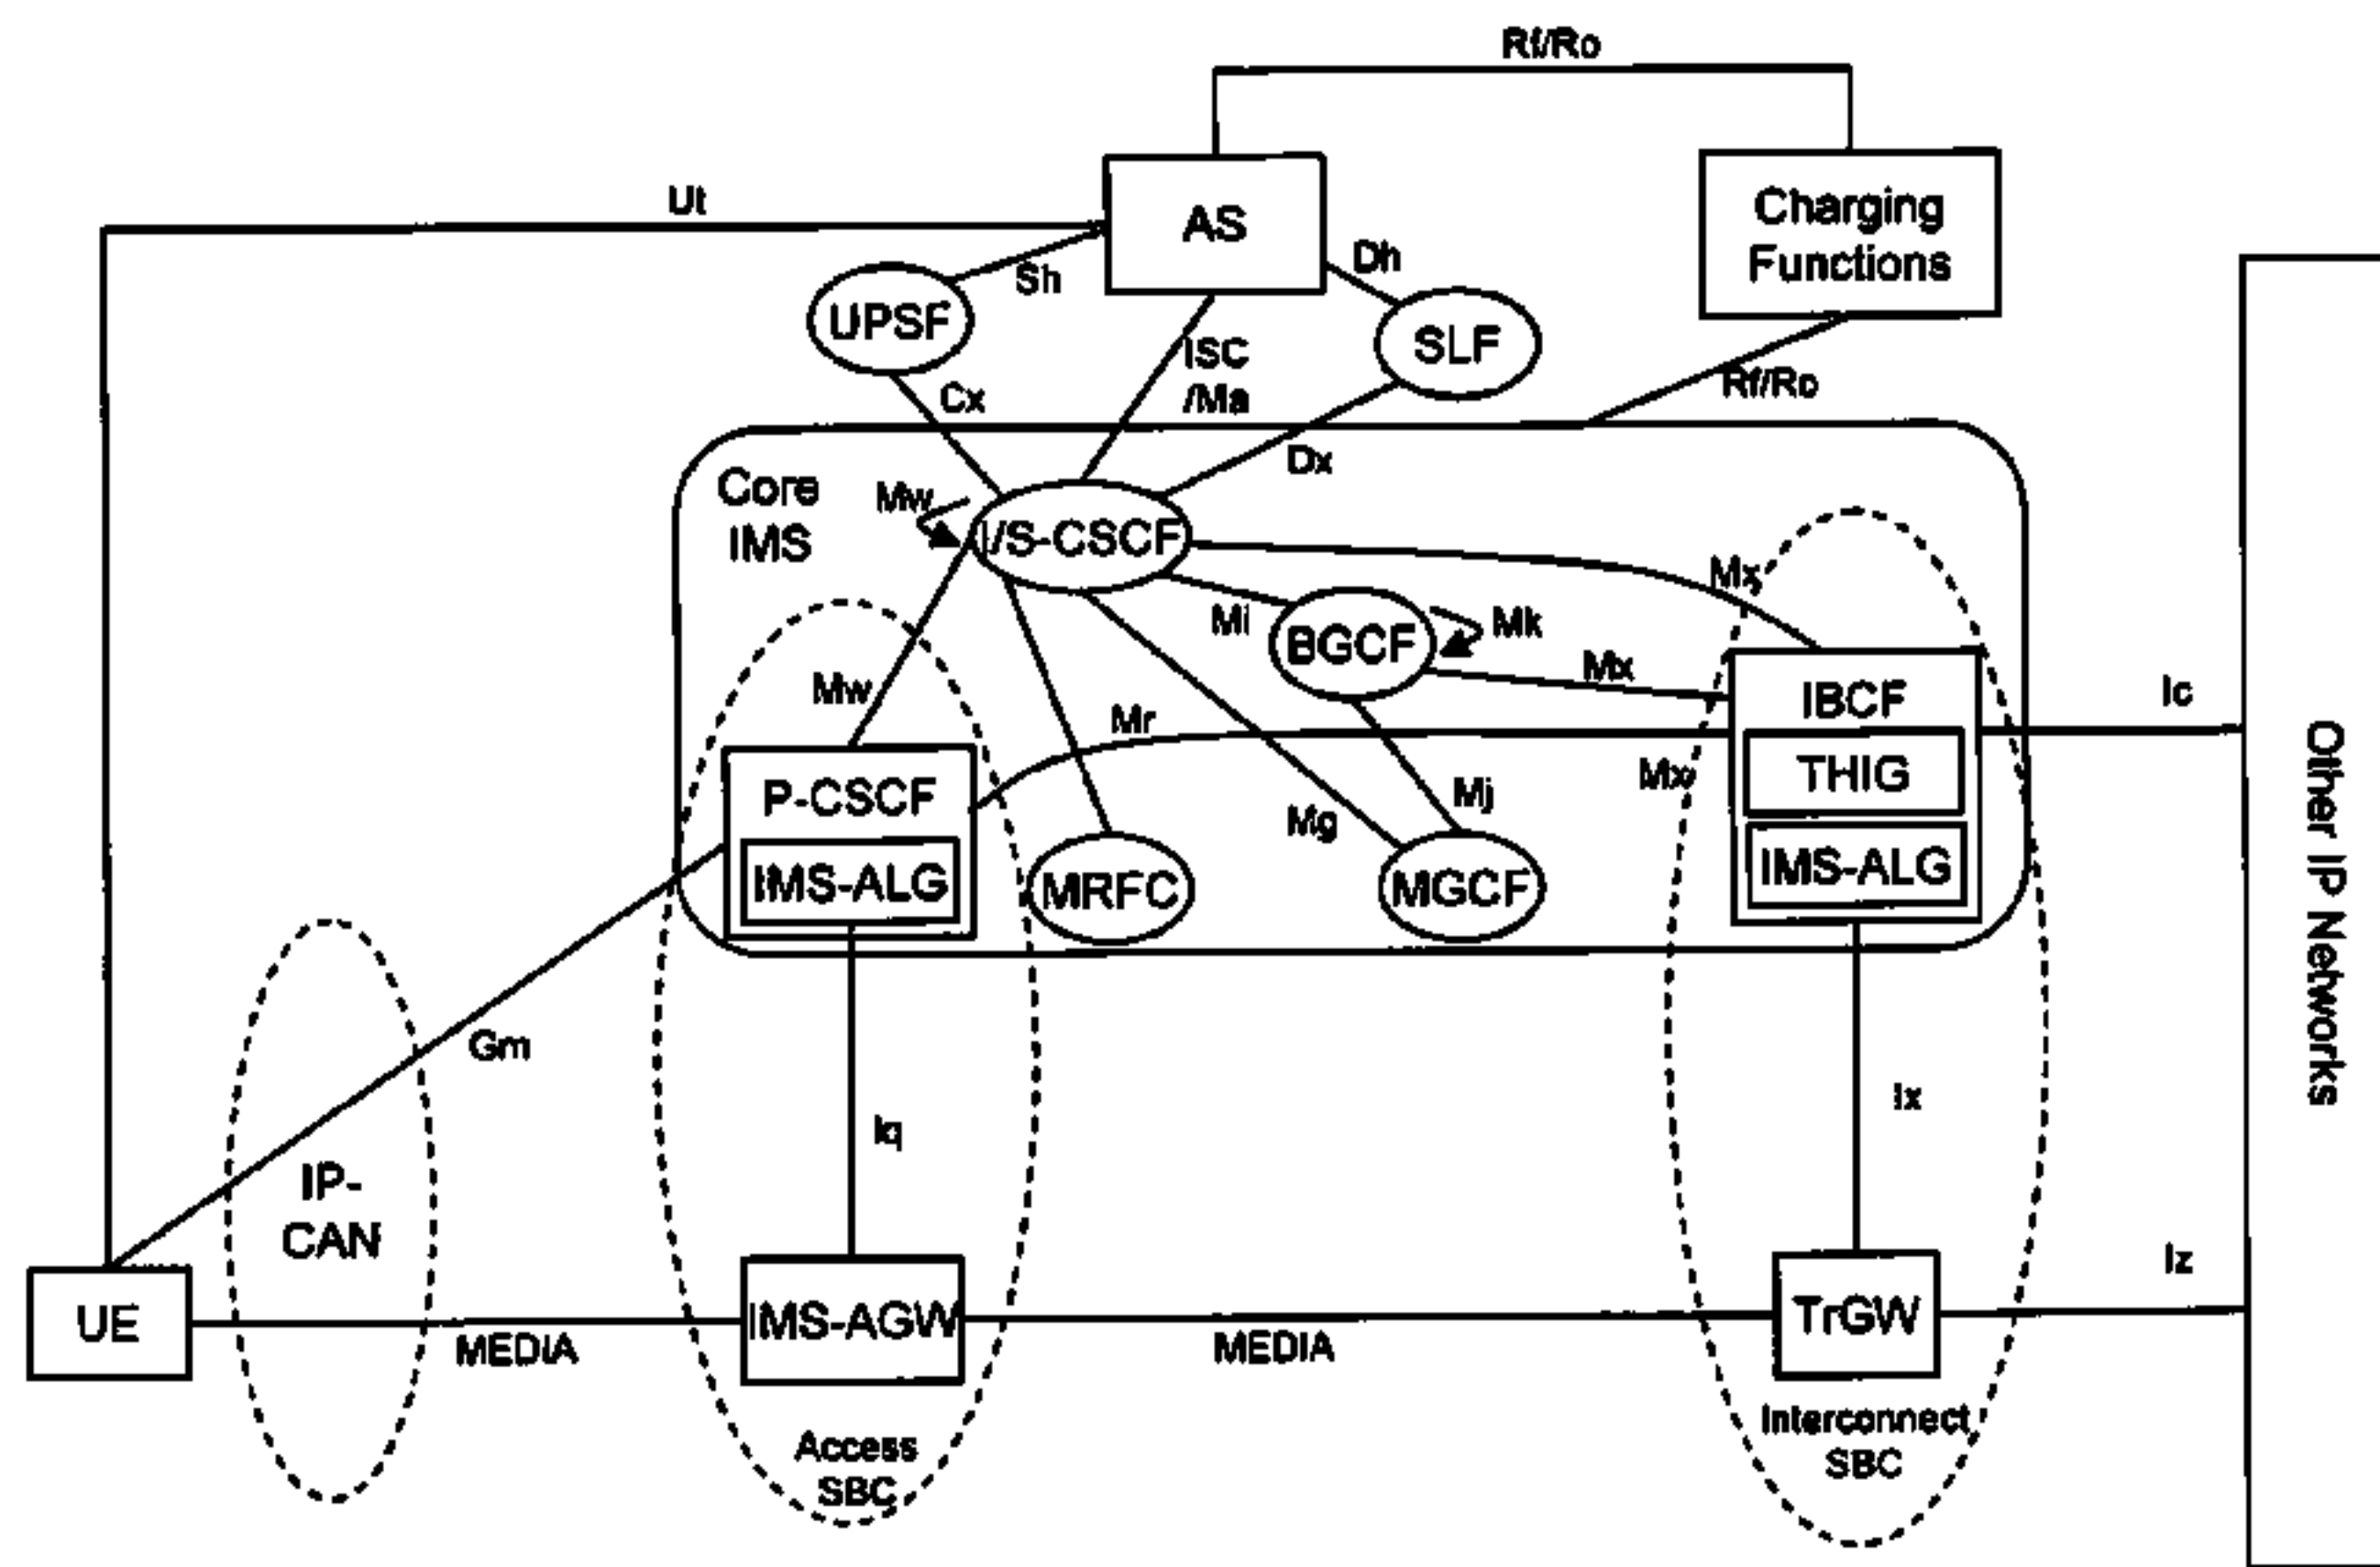 Rf/Ro
Ut
AS
Charging
Functions
Sh
Dh
UPSF
SLF
ISC
/Ma
Cx
Rf/Ro
Dx
Core
IMS
Mw
I/S-CSCF
Mx
Mi
BGCF
Mk
Mx
Mw
Mr
IBCF
Ic
P-CSCF
Mx
THIG
Mj
Mg
IMS-ALG
MRFC
MGCF
IMS-ALG
Other IP Networks
Gm
Iq
Ix
IP-
CAN
Iz
UE
MEDIA
IMS-AGW
MEDIA
TrGW
Access
SBC
Interconnect
SBC